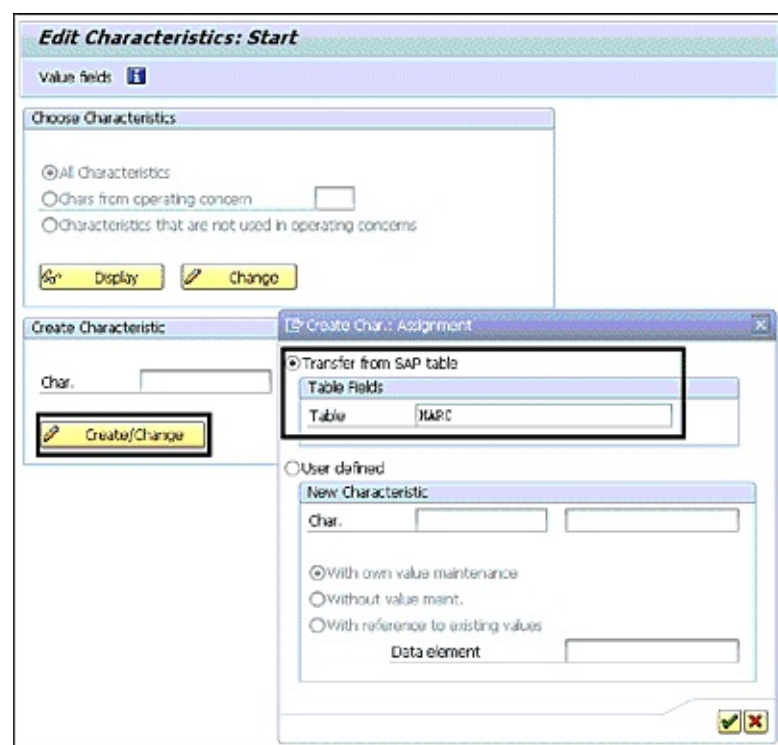 Edit Characteristics: Start
Value fields
Choose Characteristics
All Characteristics
Chars from operating concern
Characteristics that are not used in operating concerns
Display Change
Create Characteristic
Char.
Create/Change
Create Char.: Assignment
Transfer from SAP table
Table Fields
Table MARC
User defined
New Characteristic
Char.
With own value maintenance
Without value maint.
With reference to existing values
Data element